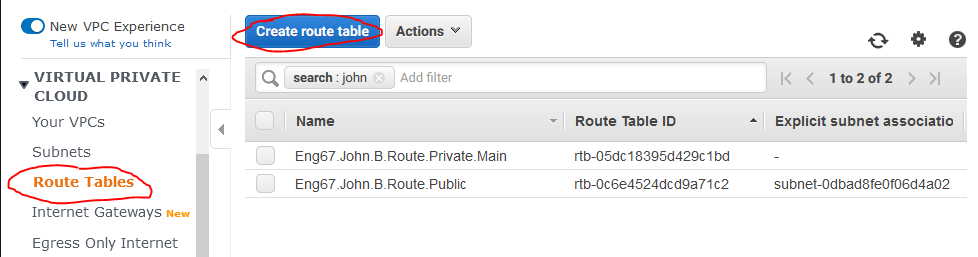 New VPC Experience
Tell us what you think
VIRTUAL PRIVATE
CLOUD
Your VPCs
Subnets
Route Tables
Internet Gateways New
Egress Only Internet
Create route table Actions
search : john Add filter 1 to 2 of 2
Name Route Table ID Explicit subnet associatio
Eng67.John.B.Route.Private.Main rtb-05dc18395d429c1bd -
Eng67.John.B.Route.Public rtb-0c6e4524dcd9a71c2 subnet-0dbad8fe0f06d4a02